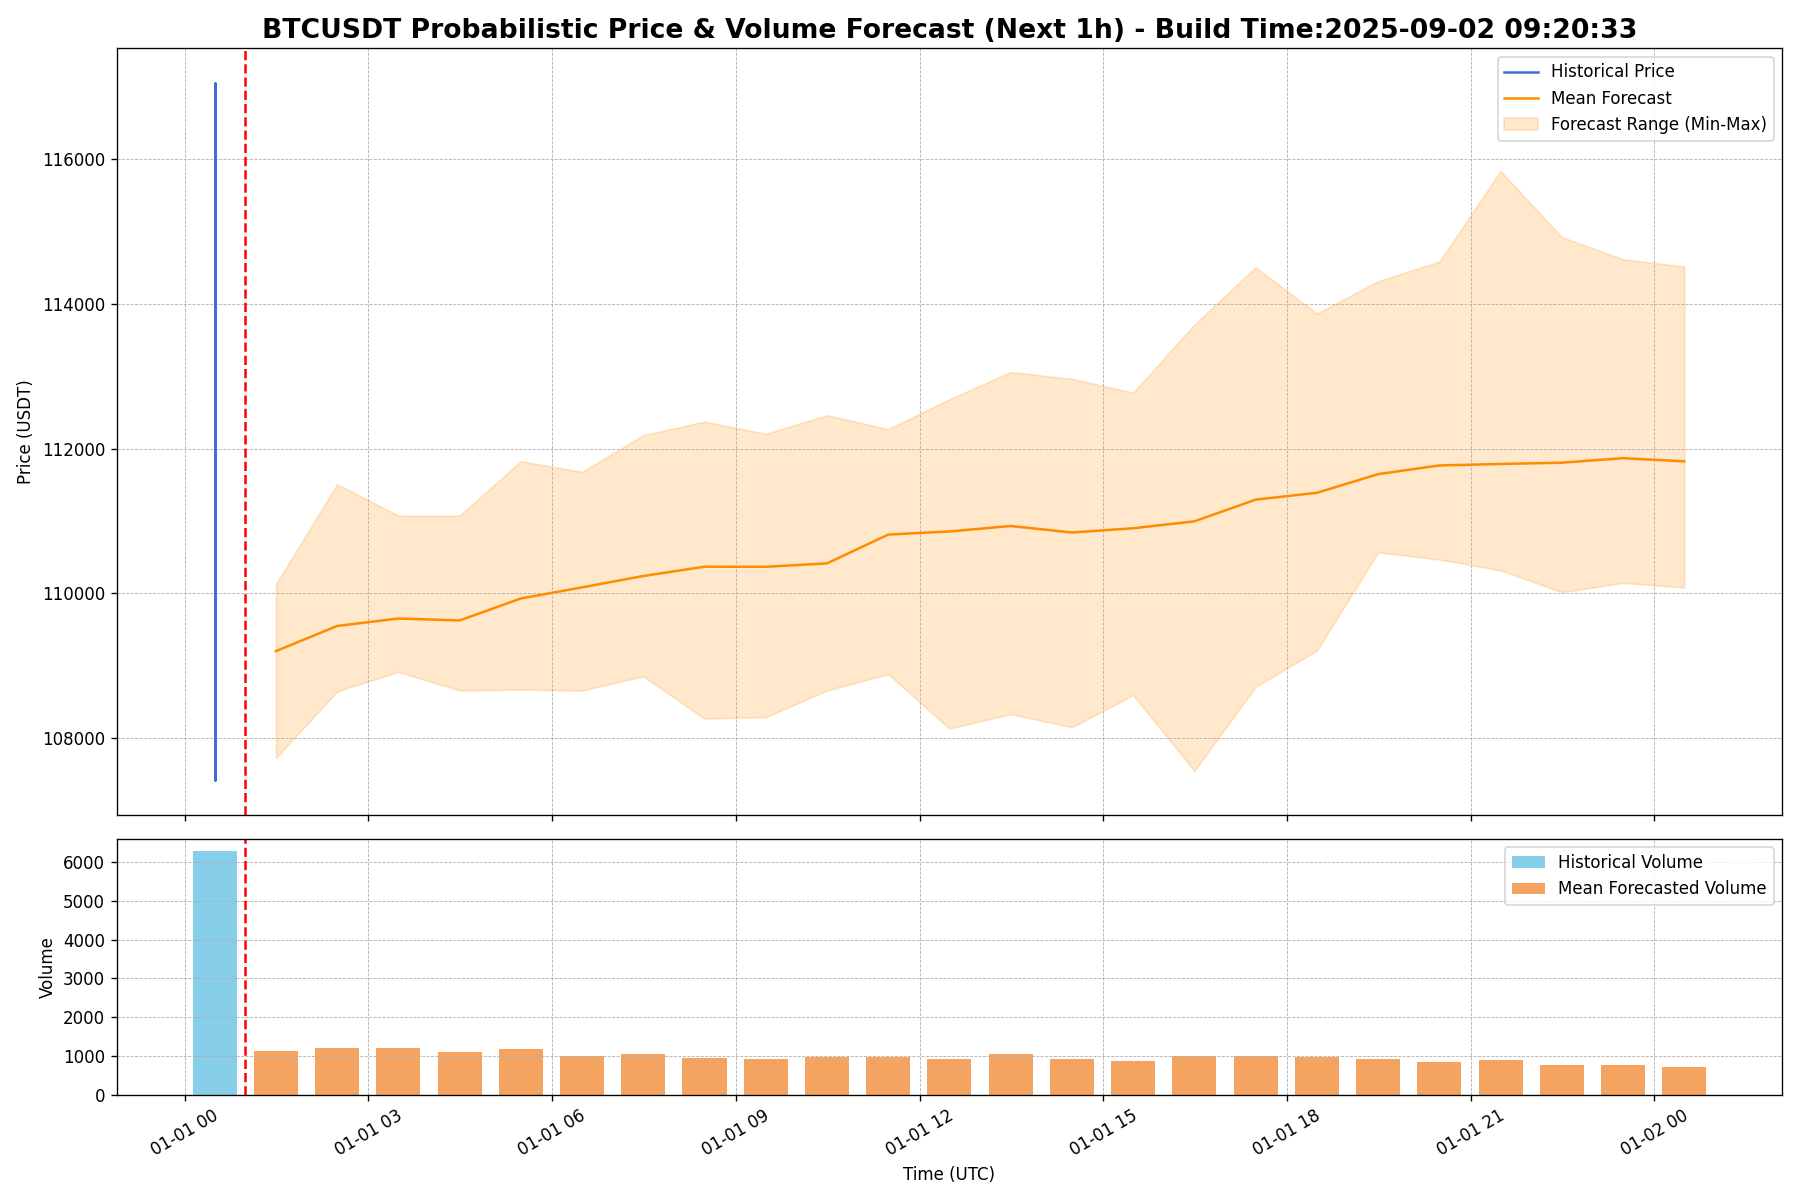 BTCUSDT Probabilistic Price & Volume Forecast (Next 1h) - Build Time:2025-09-02 09:20:33
Historical Price
Mean Forecast
Forecast Range (Min-Max)
Price (USDT)
116000
114000
112000
110000
108000
Historical Volume
Mean Forecasted Volume
Volume
6000
5000
4000
3000
2000
1000
0
01-01 00
01-01 03
01-01 06
01-01 09
01-01 12
01-01 15
01-01 18
01-01 21
01-02 00
Time (UTC)